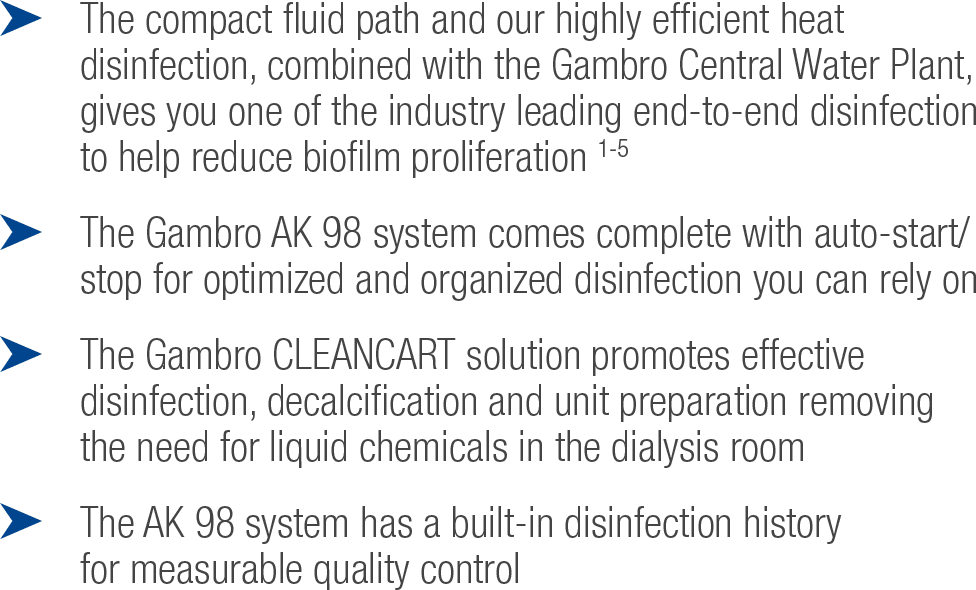 The compact fluid path and our highly efficient heat
disinfection, combined with the Gambro Central Water Plant,
gives you one of the industry leading end-to-end disinfection
to help reduce biofilm proliferation 1-5
The Gambro AK 98 system comes complete with auto-start/
stop for optimized and organized disinfection you can rely on
The Gambro CLEANCART solution promotes effective
disinfection, decalcification and unit preparation removing
the need for liquid chemicals in the dialysis room
The AK 98 system has a built-in disinfection history
for measurable quality control